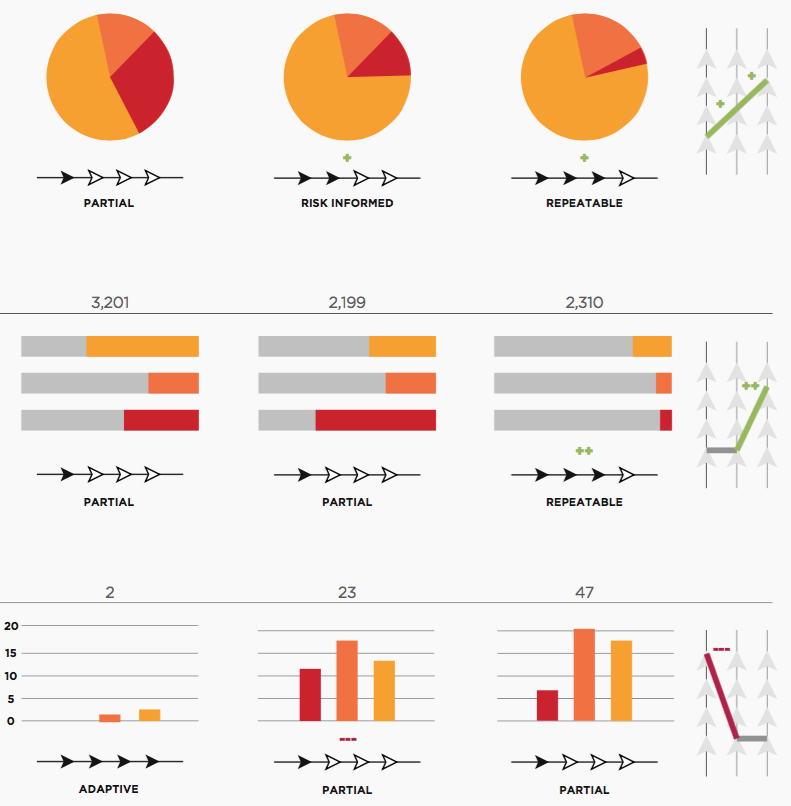 +
+
+ +
PARTIAL RISK INFORMED REPEATABLE
3,201 2,199 2,310
++
++
PARTIAL PARTIAL REPEATABLE
2 23 47
20
15
10
5
0
---
---
ADAPTIVE PARTIAL PARTIAL